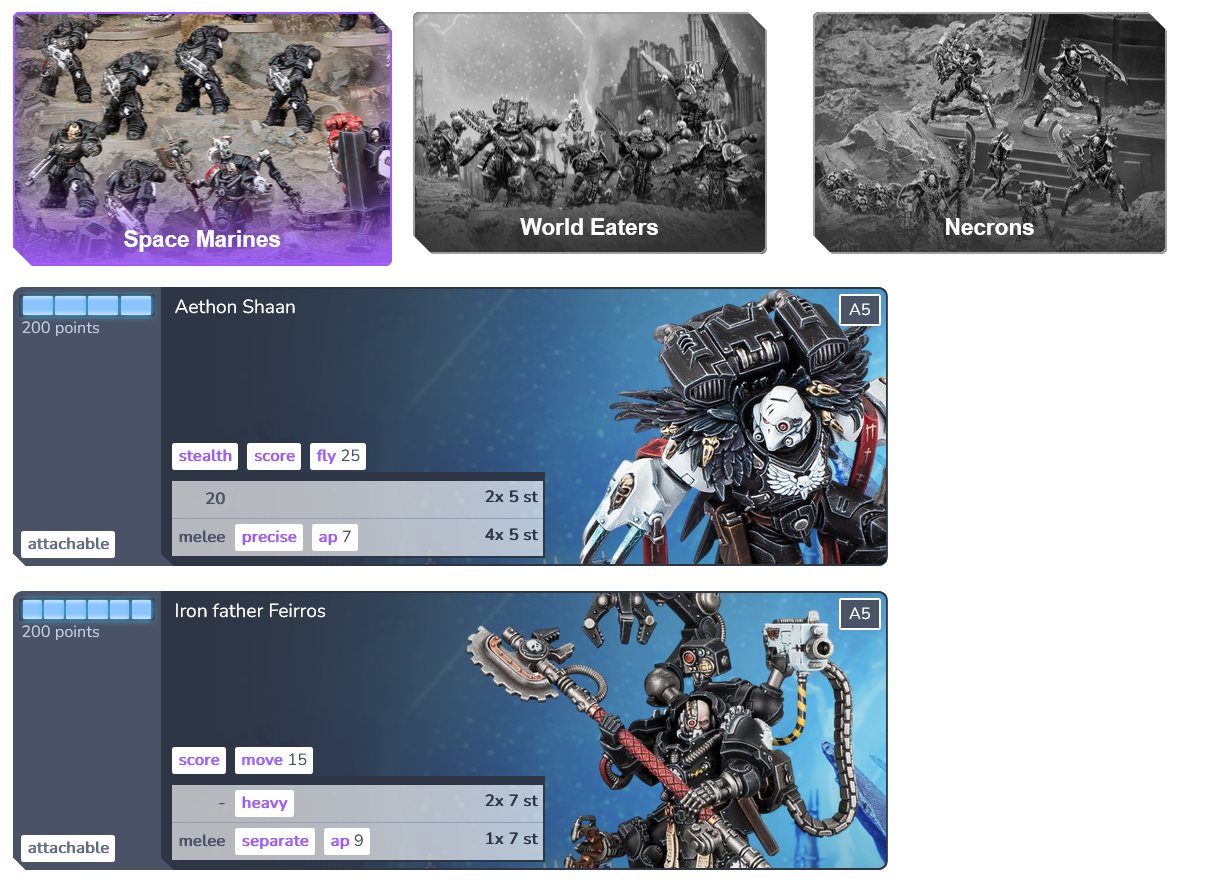 Space Marines
World Eaters
Necrons
200 points
Aethon Shaan
A5
stealth score fly 25
20 2x 5 st
melee precise ap 7 4x 5 st
attachable
200 points
Iron father Feirros
A5
score move 15
- heavy 2x 7 st
melee separate ap 9 1x 7 st
attachable